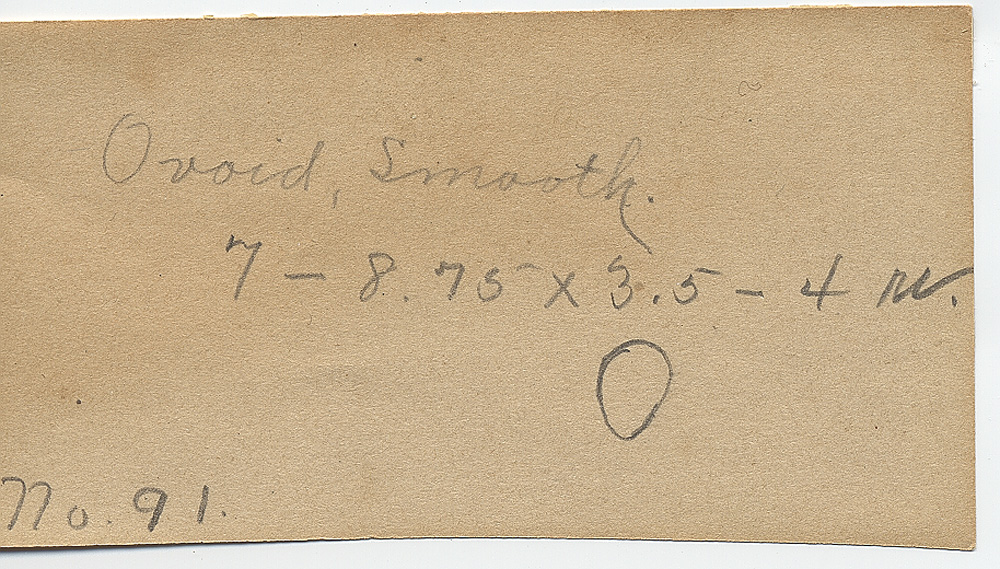 Ovoid, Smooth.
7 – 8.75 x 3.5 – 4 m.
No. 91.